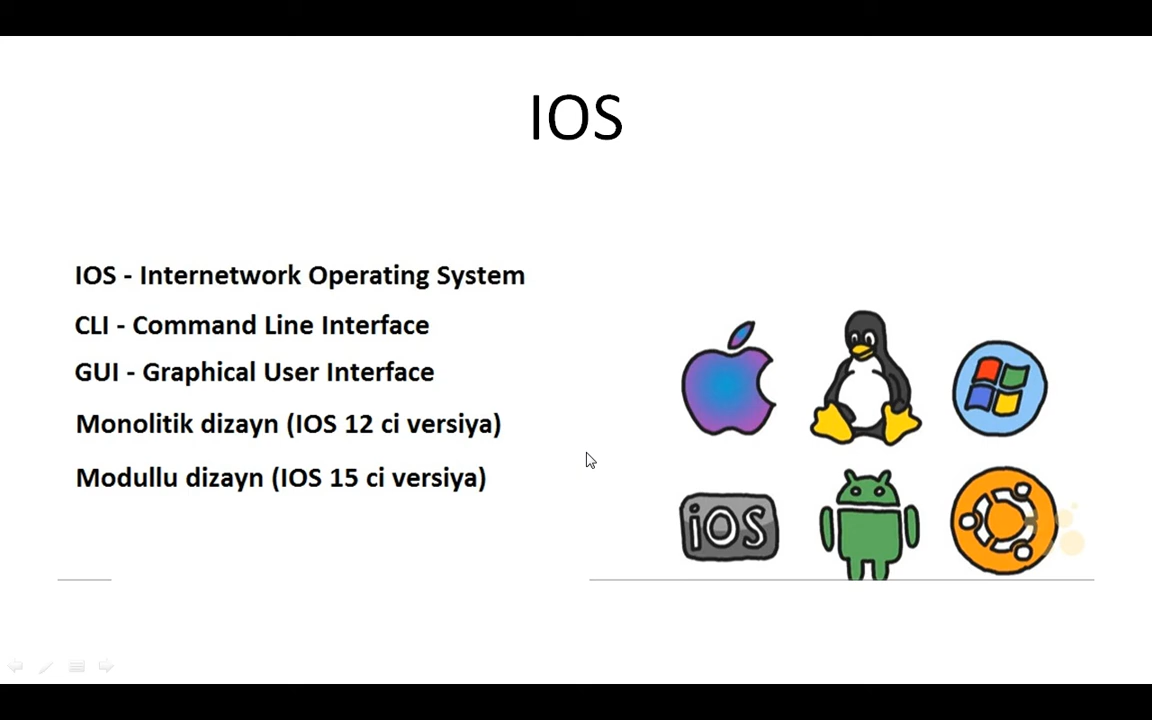 IOS
IOS - Internetwork Operating System
CLI - Command Line Interface
GUI - Graphical User Interface
Monolitik dizayn (IOS 12 ci versiya)
Modullu dizayn (IOS 15 ci versiya)
iOS